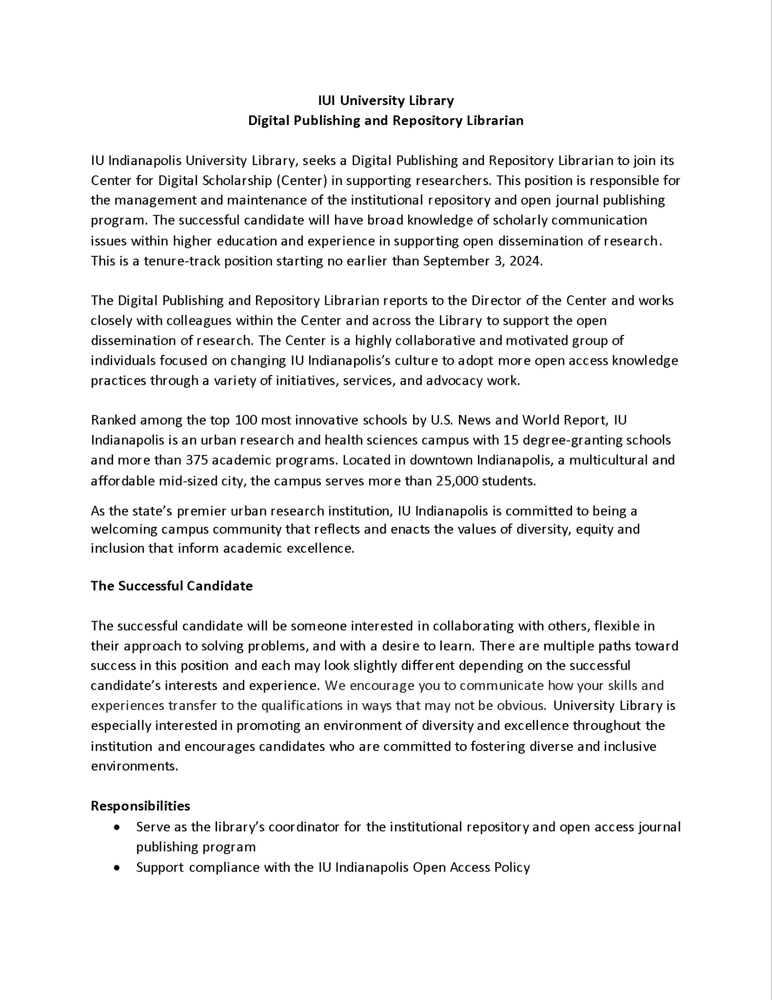 IUI University Library
Digital Publishing and Repository Librarian
IU Indianapolis University Library, seeks a Digital Publishing and Repository Librarian to join its
Center for Digital Scholarship (Center) in supporting researchers. This position is responsible for
the management and maintenance of the institutional repository and open journal publishing
program. The successful candidate will have broad knowledge of scholarly communication
issues within higher education and experience in supporting open dissemination of research.
This is a tenure-track position starting no earlier than September 3, 2024.
The Digital Publishing and Repository Librarian reports to the Director of the Center and works
closely with colleagues within the Center and across the Library to support the open
dissemination of research. The Center is a highly collaborative and motivated group of
individuals focused on changing IU Indianapolis’s culture to adopt more open access knowledge
practices through a variety of initiatives, services, and advocacy work.
Ranked among the top 100 most innovative schools by U.S. News and World Report, IU
Indianapolis is an urban research and health sciences campus with 15 degree-granting schools
and more than 375 academic programs. Located in downtown Indianapolis, a multicultural and
affordable mid-sized city, the campus serves more than 25,000 students.
As the state’s premier urban research institution, IU Indianapolis is committed to being a
welcoming campus community that reflects and enacts the values of diversity, equity and
inclusion that inform academic excellence.
The Successful Candidate
The successful candidate will be someone interested in collaborating with others, flexible in
their approach to solving problems, and with a desire to learn. There are multiple paths toward
success in this position and each may look slightly different depending on the successful
candidate’s interests and experience. We encourage you to communicate how your skills and
experiences transfer to the qualifications in ways that may not be obvious. University Library is
especially interested in promoting an environment of diversity and excellence throughout the
institution and encourages candidates who are committed to fostering diverse and inclusive
environments.
Responsibilities
• Serve as the library’s coordinator for the institutional repository and open access journal
publishing program
• Support compliance with the IU Indianapolis Open Access Policy